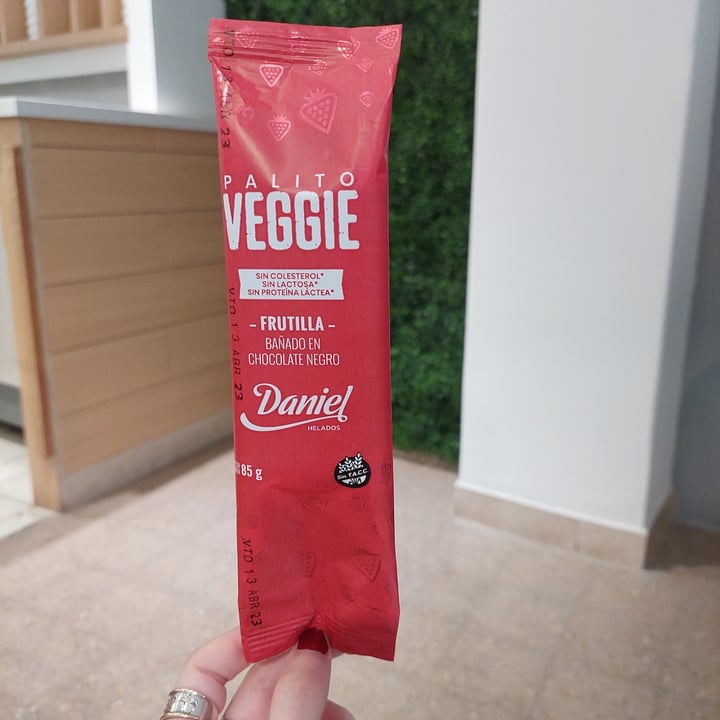 PALITO
VEGGIE
SIN COLESTEROL*
SIN LACTOSA*
SIN PROTEÍNA LÁCTEA*
- FRUTILLA -
BAÑADO EN
CHOCOLATE NEGRO
Daniel
HELADOS
85 g
Sin T.A.C.C.
VTO 13 ABR 23
VTO 13 ABR 23
VTO 13 ABR 23